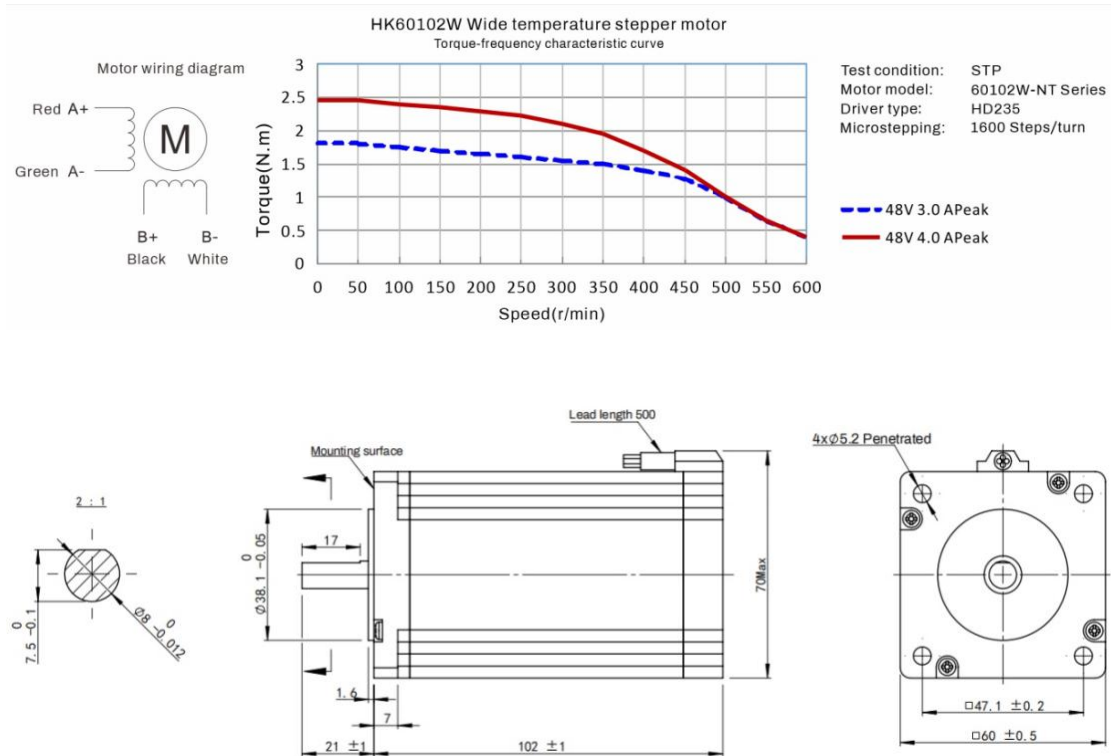 HK60102W Wide temperature stepper motor
Torque-frequency characteristic curve
Motor wiring diagram
Red A+
Green A-
M
B+
Black
B-
White
Torque(N.m)
3
2.5
2
1.5
1
0.5
0
0 50 100 150 200 250 300 350 400 450 500 550 600
Speed(r/min)
Test condition: STP
Motor model: 60102W-NT Series
Driver type: HD235
Microstepping: 1600 Steps/turn
48V 3.0 APeak
48V 4.0 APeak
2 : 1
0
7.5 -0.1
0
Ø8 -0.012
Mounting surface
Lead length 500
17
0
Ø38.1 -0.05
70Max
1.6
7
21 ±1
102 ±1
4xØ5.2 Penetrated
□47.1 ±0.2
□60 ±0.5